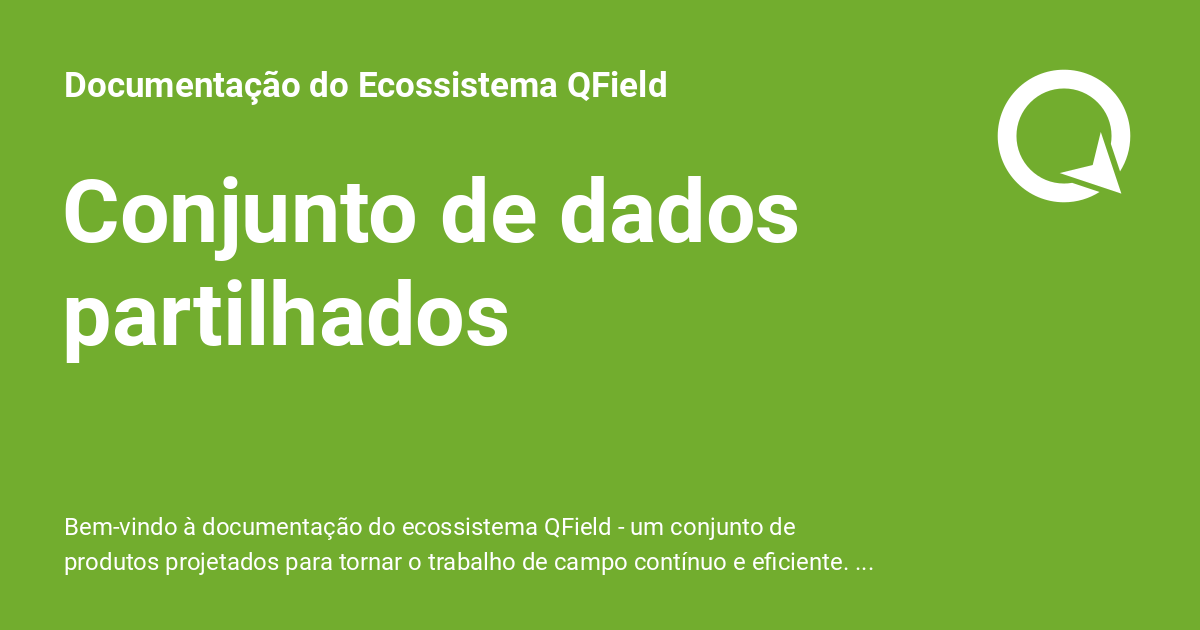 Documentação do Ecossistema QField
Conjunto de dados
partilhados
Bem-vindo à documentação do ecossistema QField - um conjunto de
produtos projetados para tornar o trabalho de campo contínuo e eficiente. ...